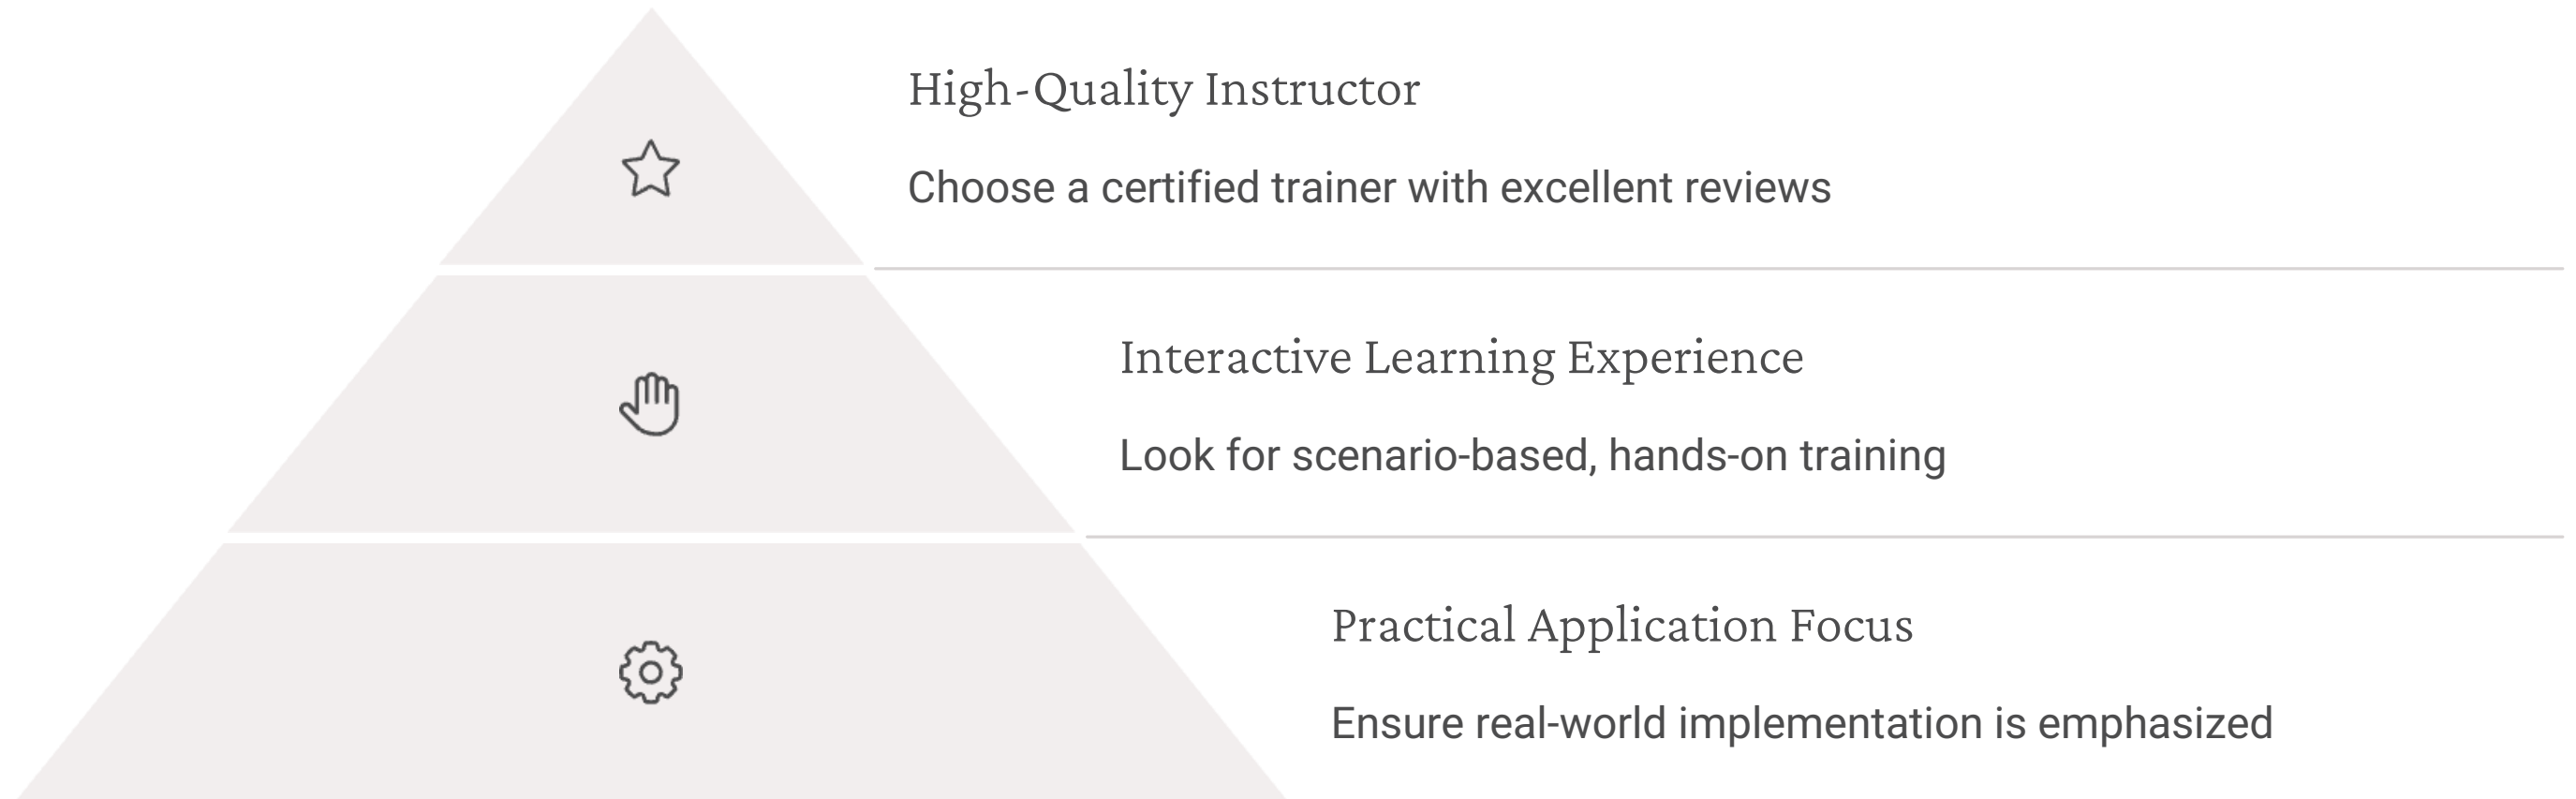 High-Quality Instructor
Choose a certified trainer with excellent reviews
Interactive Learning Experience
Look for scenario-based, hands-on training
Practical Application Focus
Ensure real-world implementation is emphasized